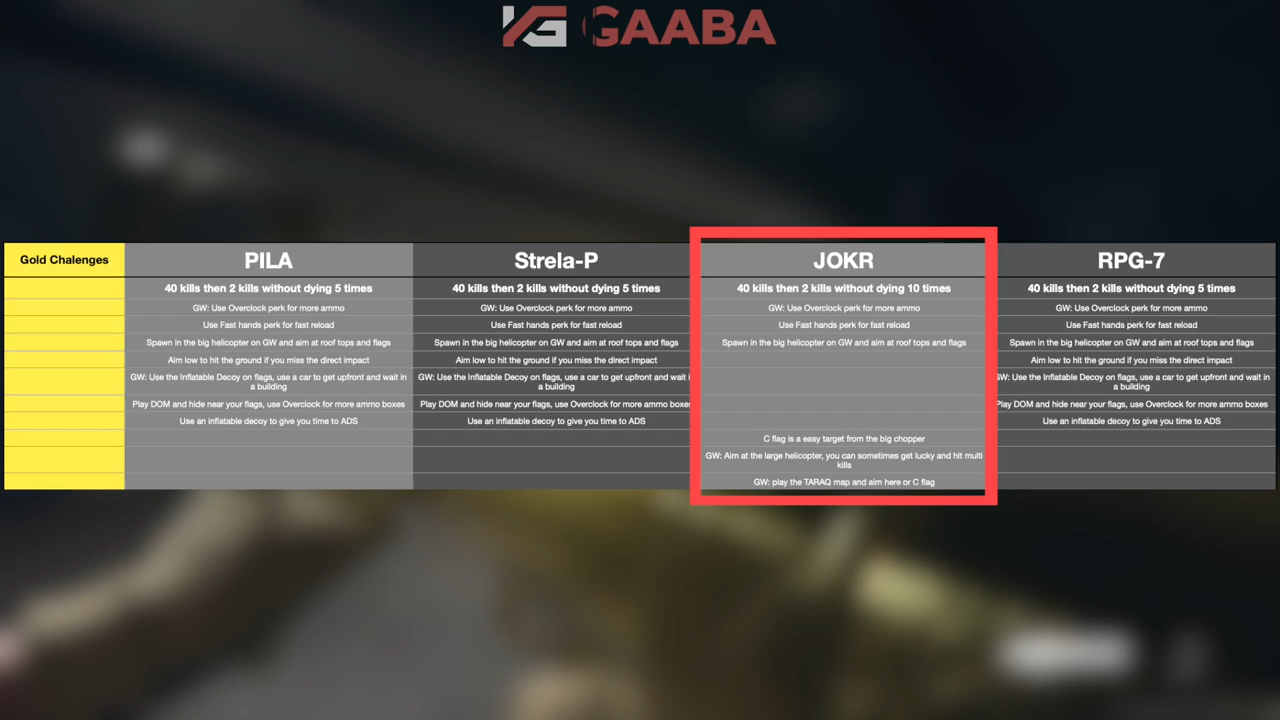 GAABA
Gold Chalenges
PILA
Strela-P
JOKR
RPG-7
40 kills then 2 kills without dying 5 times
40 kills then 2 kills without dying 5 times
40 kills then 2 kills without dying 10 times
40 kills then 2 kills without dying 5 times
GW: Use Overclock perk for more ammo
GW: Use Overclock perk for more ammo
GW: Use Overclock perk for more ammo
GW: Use Overclock perk for more ammo
Use Fast hands perk for fast reload
Use Fast hands perk for fast reload
Use Fast hands perk for fast reload
Use Fast hands perk for fast reload
Spawn in the big helicopter on GW and aim at roof tops and flags
Spawn in the big helicopter on GW and aim at roof tops and flags
Spawn in the big helicopter on GW and aim at roof tops and flags
Spawn in the big helicopter on GW and aim at roof tops and flags
Aim low to hit the ground if you miss the direct impact
Aim low to hit the ground if you miss the direct impact
Aim low to hit the ground if you miss the direct impact
GW: Use the Inflatable Decoy on flags, use a car to get upfront and wait in
a building
GW: Use the Inflatable Decoy on flags, use a car to get upfront and wait i
a building
GW: Use the Inflatable Decoy on flags, use a car to get upfront and wait in
a building
Play DOM and hide near your flags, use Overclock for more ammo boxes
Play DOM and hide near your flags, use Overclock for more ammo boxes
Play DOM and hide near your flags, use Overclock for more ammo boxes
Use an inflatable decoy to give you time to ADS
Use an inflatable decoy to give you time to ADS
Use an inflatable decoy to give you time to ADS
C flag is a easy target from the big chopper
GW: Aim at the large helicopter, you can sometimes get lucky and hit multi
kills
GW: play the TARAQ map and aim here or C flag